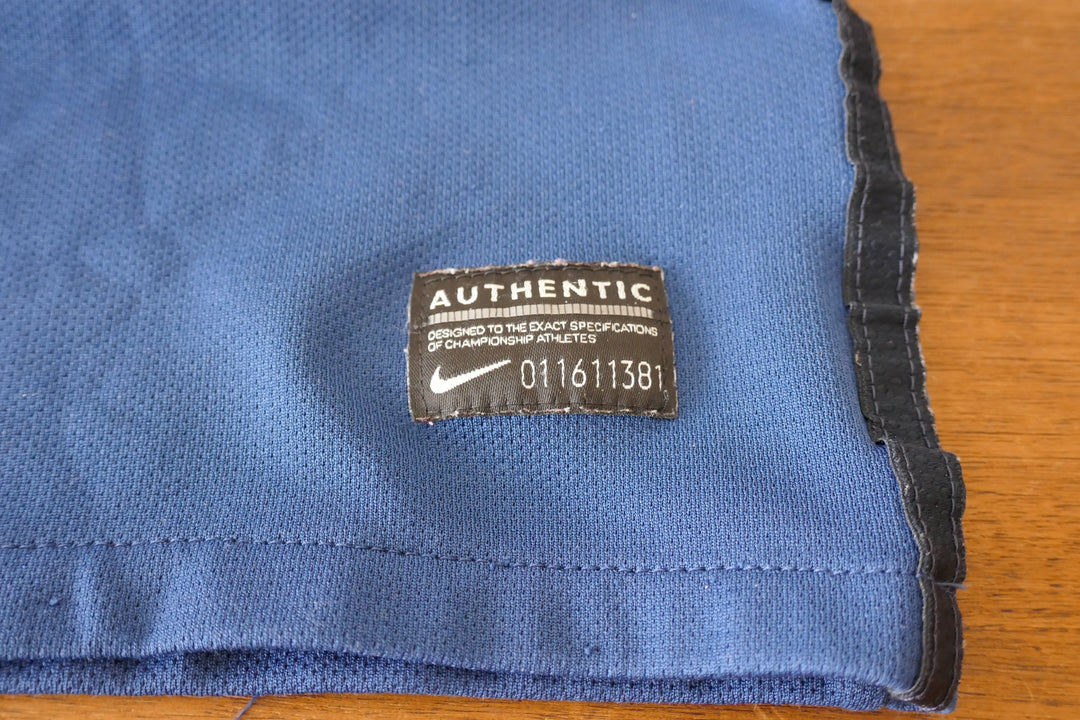 AUTHENTIC
DESIGNED TO THE EXACT SPECIFICATIONS
OF CHAMPIONSHIP ATHLETES
011611381